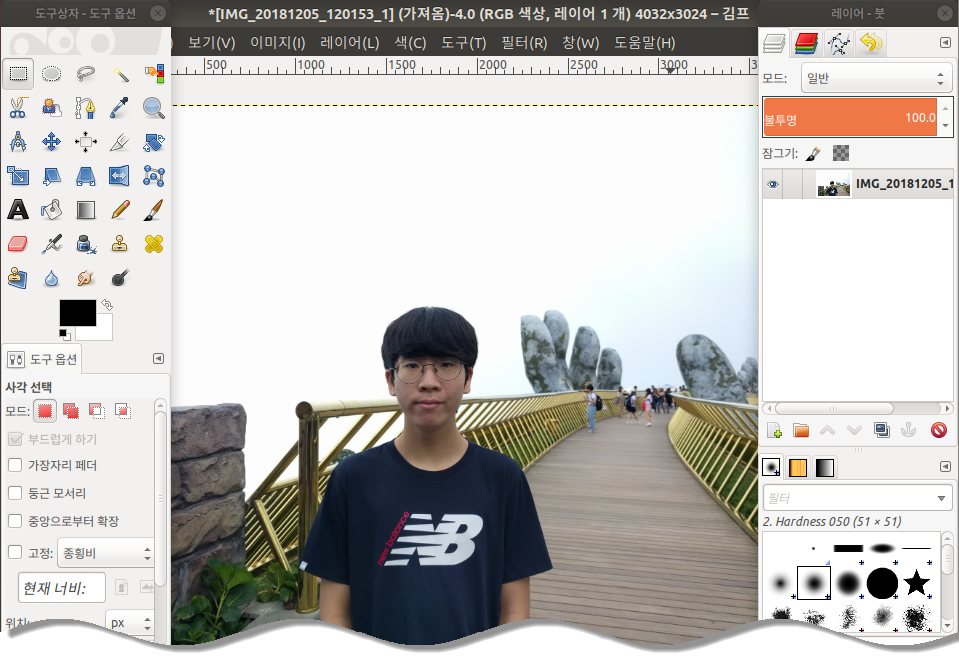 도구상자 - 도구 옵션
*[IMG_20181205_120153_1] (가져옴)-4.0 (RGB 색상, 레이어 1 개) 4032x3024 – 김프
레이어 - 붓
보기(V) 이미지(I) 레이어(L) 색(C) 도구(T) 필터(R) 창(W) 도움말(H)
500 1000 1500 2000 2500 3000
모드: 일반
불투명 100.0
잠그기:
IMG_20181205_1
도구 옵션
사각 선택
모드:
부드럽게 하기
가장자리 페더
둥근 모서리
중앙으로부터 확장
고정: 종횡비
현재 너비:
px
new balance
NB
필터
2. Hardness 050 (51 × 51)